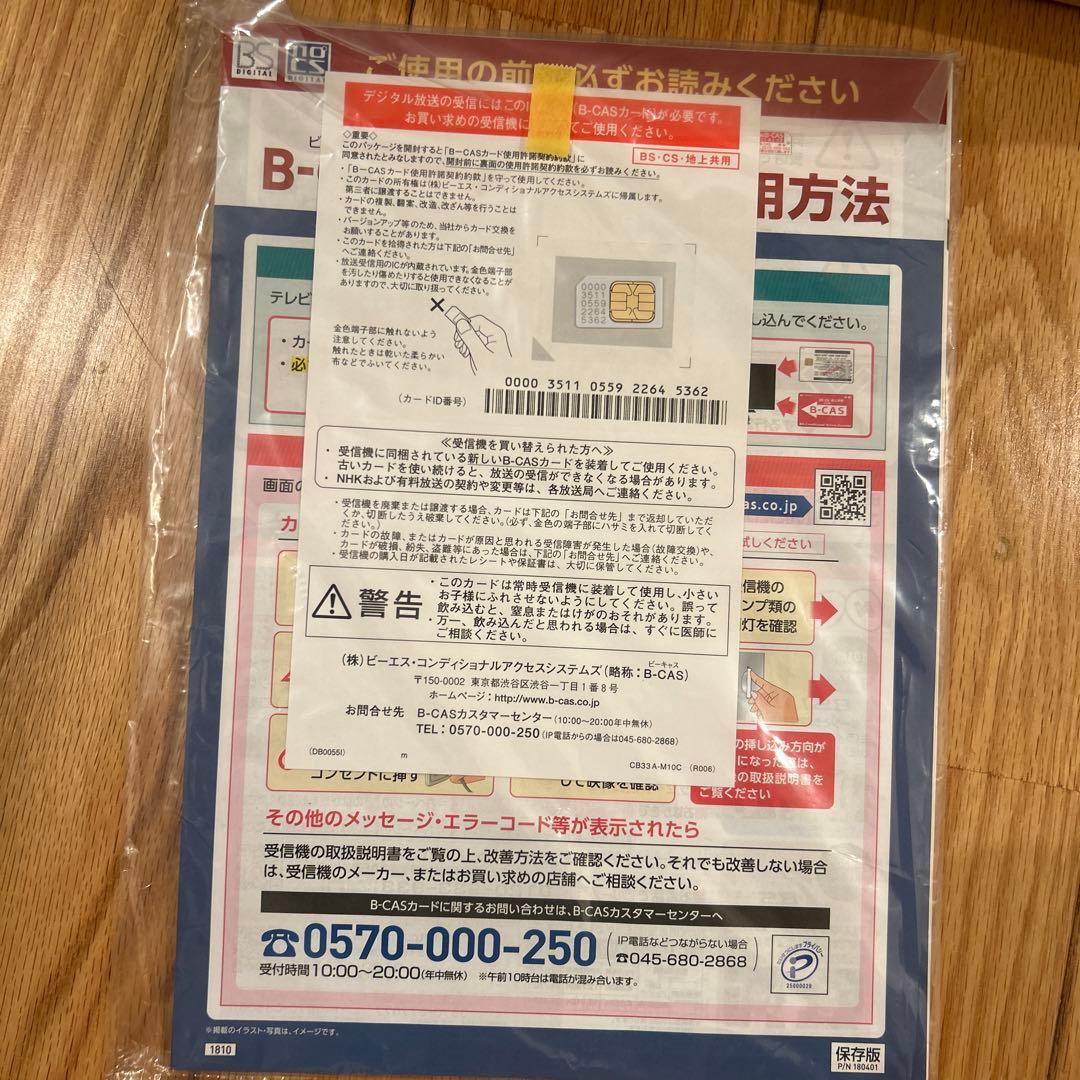 BS
DIGITAL
110
CS
DIGITAL
ご使用の前 必ずお読みください
デジタル放送の受信にはこのI (B-CASカード)が必要です。
お買い求めの受信機に てご使用ください。
◇重要◇
このパッケージを開封すると「B-CASカード使用許諾契約約款」に
同意されたとみなしますので、開封前に裏面の使用許諾契約約款を必ずお読みください。
BS・CS・地上共用
・「B-CASカード使用許諾契約約款」を守って使用してください。
・このカードの所有権は(株)ビーエス・コンディショナルアクセスシステムズに帰属します。
第三者に譲渡することはできません。
・カードの複製、翻案、改造、改ざん等を行うことは
できません。
・バージョンアップ等のため、当社からカード交換を
お願いすることがあります。
・このカードを拾得された方は下記の「お問合せ先」
へご連絡ください。
・放送受信用のICが内蔵されています。金色端子部
を汚したり傷めたりすると使用できなくなることが
ありますので、大切に取り扱ってください。
B-
用方法
テレビ
し込んでください。
・カー
・必
0000
3511
0559
2264
5362
金色端子部に触れないよう
注意してください。
触れたときは乾いた柔らかい
布などでふいてください。
B-CAS
0000 3511 0559 2264 5362
(カードID番号)
≪受信機を買い替えられた方へ≫
・受信機に同梱されている新しいB-CASカードを装着してご使用ください。
古いカードを使い続けると、放送の受信ができなくなる場合があります。
・NHKおよび有料放送の契約や変更等は、各放送局へご連絡ください。
画面の
as.co.jp
・受信機を廃棄または譲渡する場合、カードは下記の「お問合せ先」まで返却していただ
くか、切断したうえ破棄してください。(必ず、金色の端子部にハサミを入れて切断してく
ださい。)
・カードの故障、またはカードが原因と思われる受信障害が発生した場合(故障交換)や、
カードが破損、紛失、盗難等にあった場合は、下記の「お問合せ先」へご連絡ください。
・受信機の購入日が記載されたレシートや保証書は、大切に保管してください。
カ
試しください
警告
・このカードは常時受信機に装着して使用し、小さい
お子様にふれさせないようにしてください。誤って
飲み込むと、窒息またはけがのおそれがあります。
・万一、飲み込んだと思われる場合は、すぐに医師に
ご相談ください。
信機の
ンプ類の
灯を確認
(株)ビーエス・コンディショナルアクセスシステムズ(略称:B-CAS)
ビーキャス
〒150-0002 東京都渋谷区渋谷一丁目1番8号
ホームページ:http://www.b-cas.co.jp
お問合せ先 B-CASカスタマーセンター(10:00~20:00年中無休)
TEL:0570-000-250(IP電話からの場合は045-680-2868)
(DB0055I) m CB33A-M10C (R006)
の挿し込み方向が
になった際は、
の取扱説明書を
ご覧ください
コンセントに挿す
して映像を確認
その他のメッセージ・エラーコード等が表示されたら
受信機の取扱説明書をご覧の上、改善方法をご確認ください。それでも改善しない場合
は、受信機のメーカー、またはお買い求めの店舗へご相談ください。
B-CASカードに関するお問い合わせは、B-CASカスタマーセンターへ
☎0570-000-250
(IP電話などつながらない場合
☎045-680-2868)
受付時間10:00~20:00(年中無休) ※午前10時台は電話が混み合います。
プライバシー
25000028
※掲載のイラスト・写真は、イメージです。
1810
保存版
P/N 180401